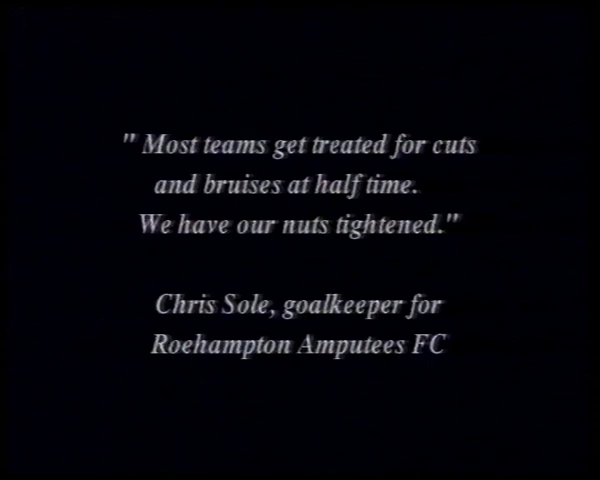 " Most teams get treated for cuts
and bruises at half time.
We have our nuts tightened."
Chris Sole, goalkeeper for
Roehampton Amputees FC